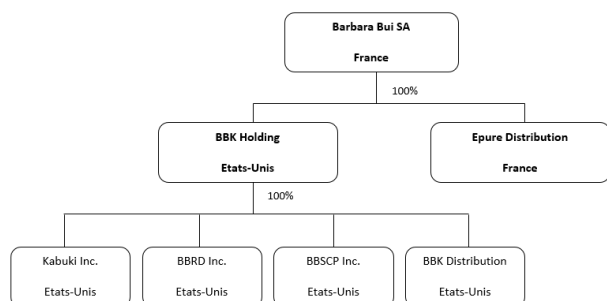 Barbara Bui SA
France
100%
BBK Holding
Etats-Unis
Epure Distribution
France
100%
Kabuki Inc.
Etats-Unis
BBRD Inc.
Etats-Unis
BBSCP Inc.
Etats-Unis
BBK Distribution
Etats-Unis